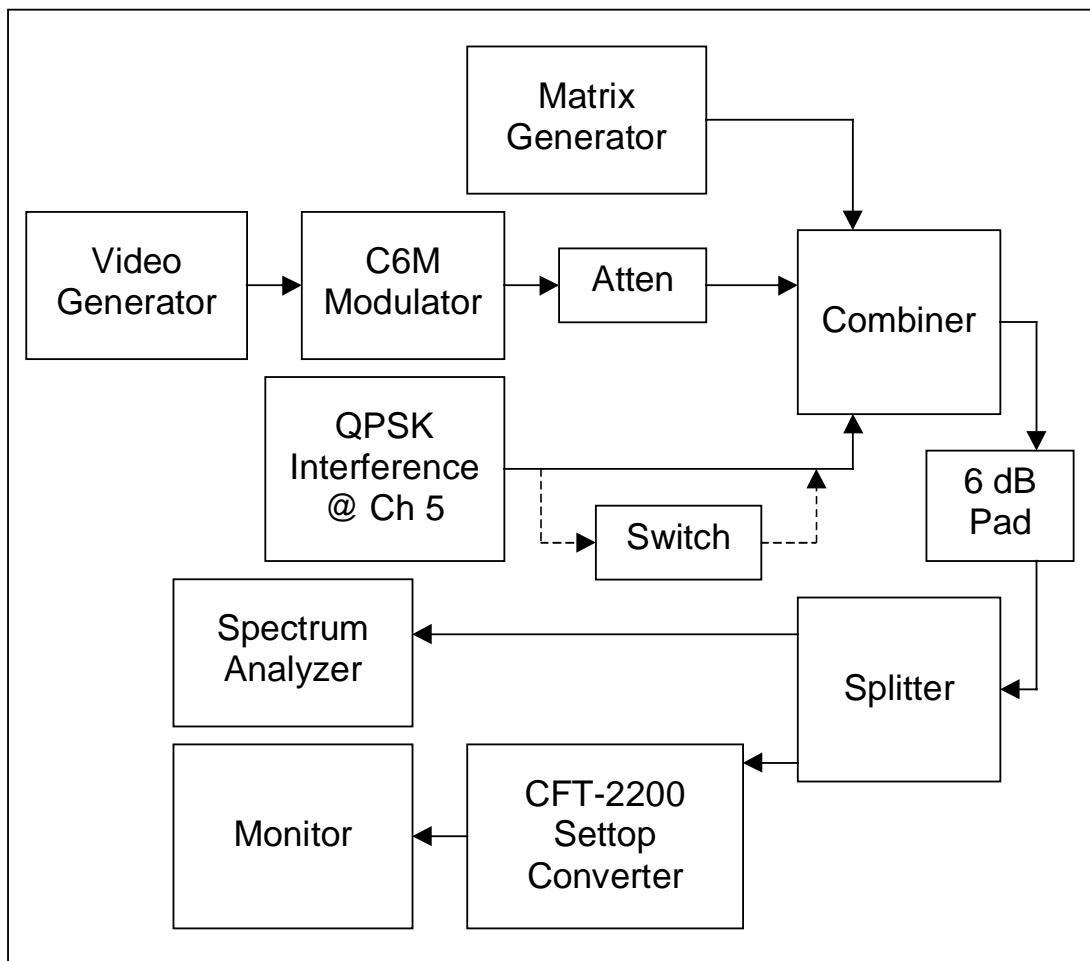 Matrix
Generator
Video
Generator
C6M
Modulator
Atten
Combiner
QPSK
Interference
@ Ch 5
Switch
6 dB
Pad
Spectrum
Analyzer
Splitter
Monitor
CFT-2200
Settop
Converter